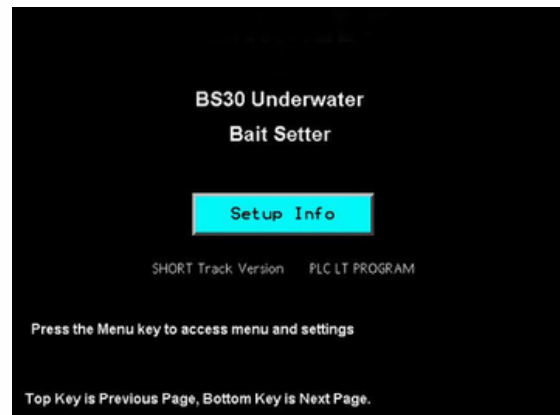 BS30 Underwater
Bait Setter
Setup Info
SHORT Track Version PLC LT PROGRAM
Press the Menu key to access menu and settings
Top Key is Previous Page, Bottom Key is Next Page.